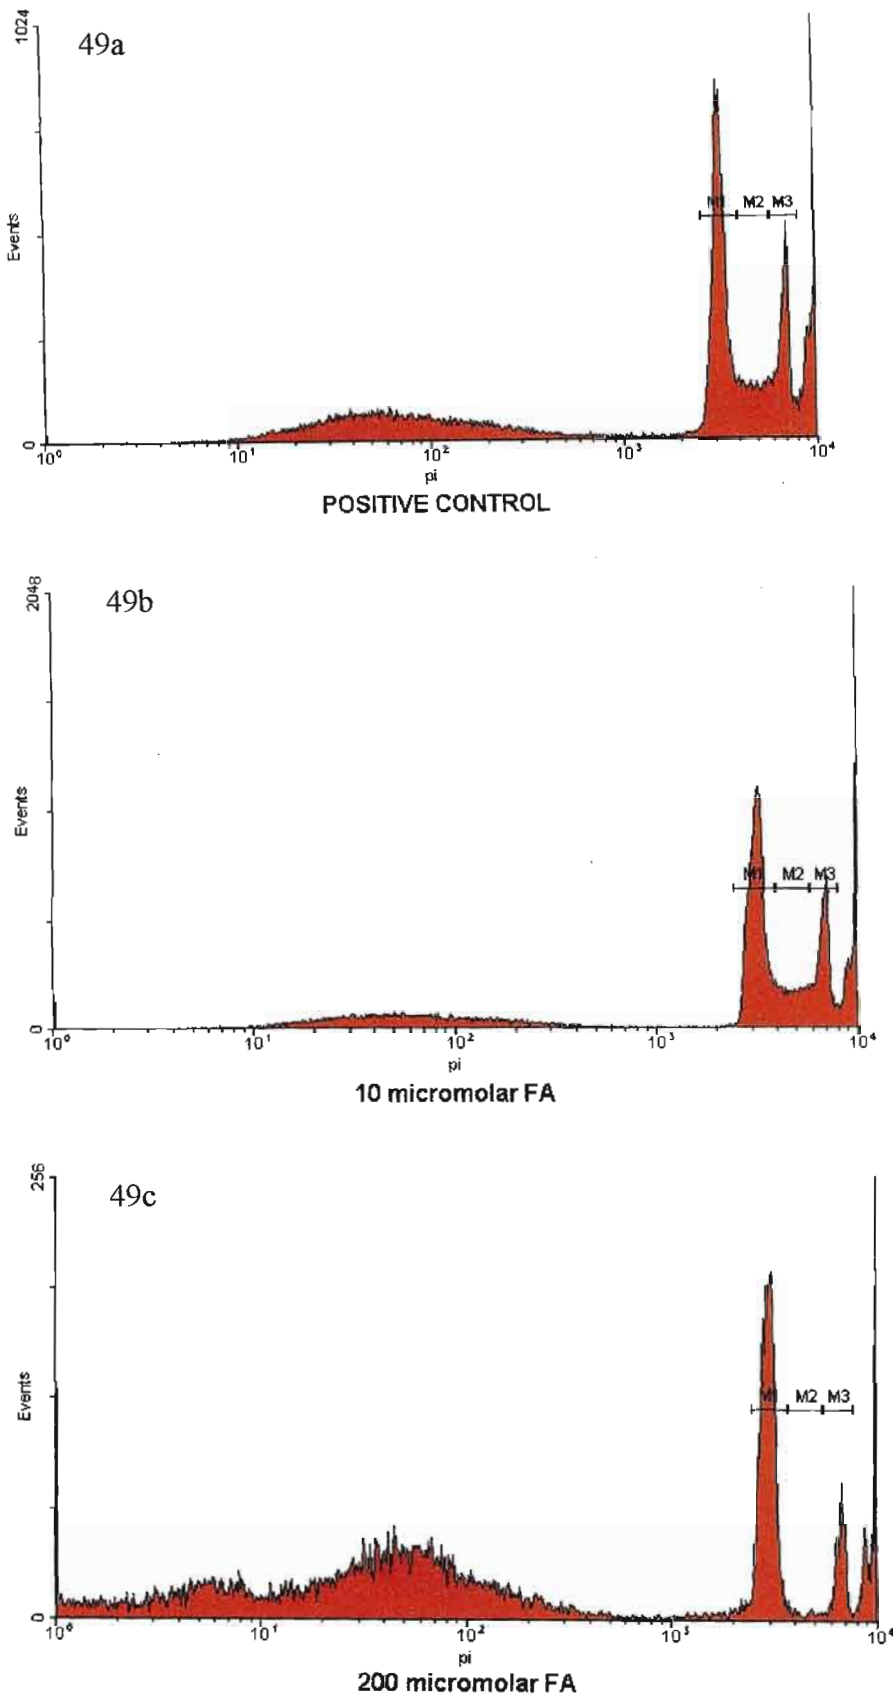 1024
49a
M1 M2 M3
Events
0
10⁰ 10¹ 10² 10³ 10⁴
pi
POSITIVE CONTROL
2048
49b
Events
M1 M2 M3
0
10⁰ 10¹ 10² 10³ 10⁴
pi
10 micromolar FA
256
49c
Events
M1 M2 M3
0
10⁰ 10¹ 10² 10³ 10⁴
pi
200 micromolar FA